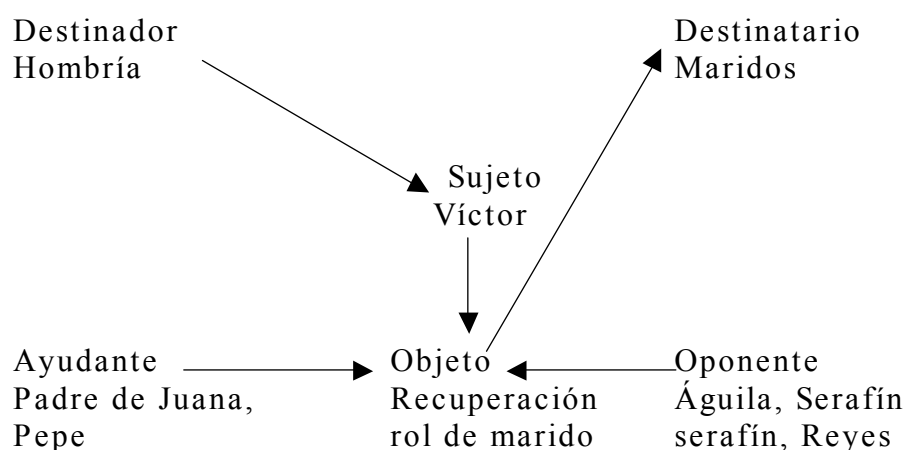 Destinador
Hombría
Destinatario
Maridos
Sujeto
Víctor
Ayudante
Padre de Juana,
Pepe
Objeto
Recuperación
rol de marido
Oponente
Águila, Serafín
serafín, Reyes